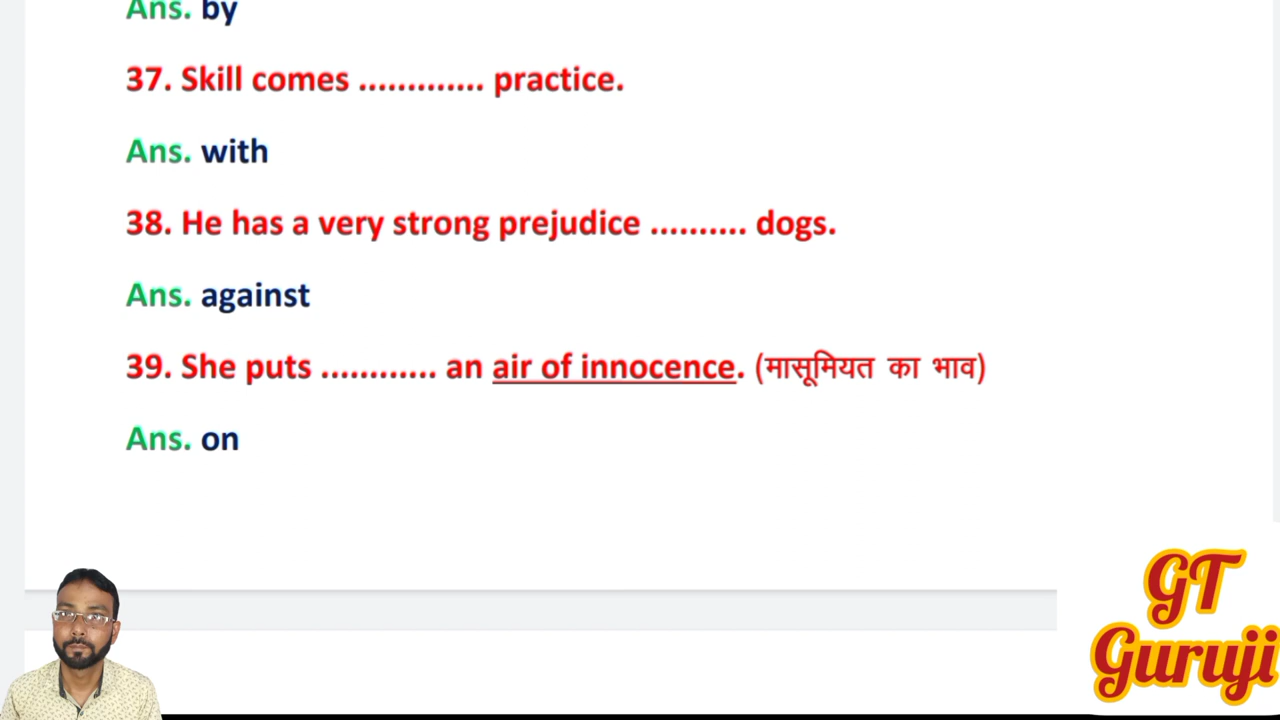 Ans. by
37. Skill comes ............. practice.
Ans. with
38. He has a very strong prejudice .......... dogs.
Ans. against
39. She puts ............ an air of innocence. (मासूमियत का भाव)
Ans. on
GT
Guruji